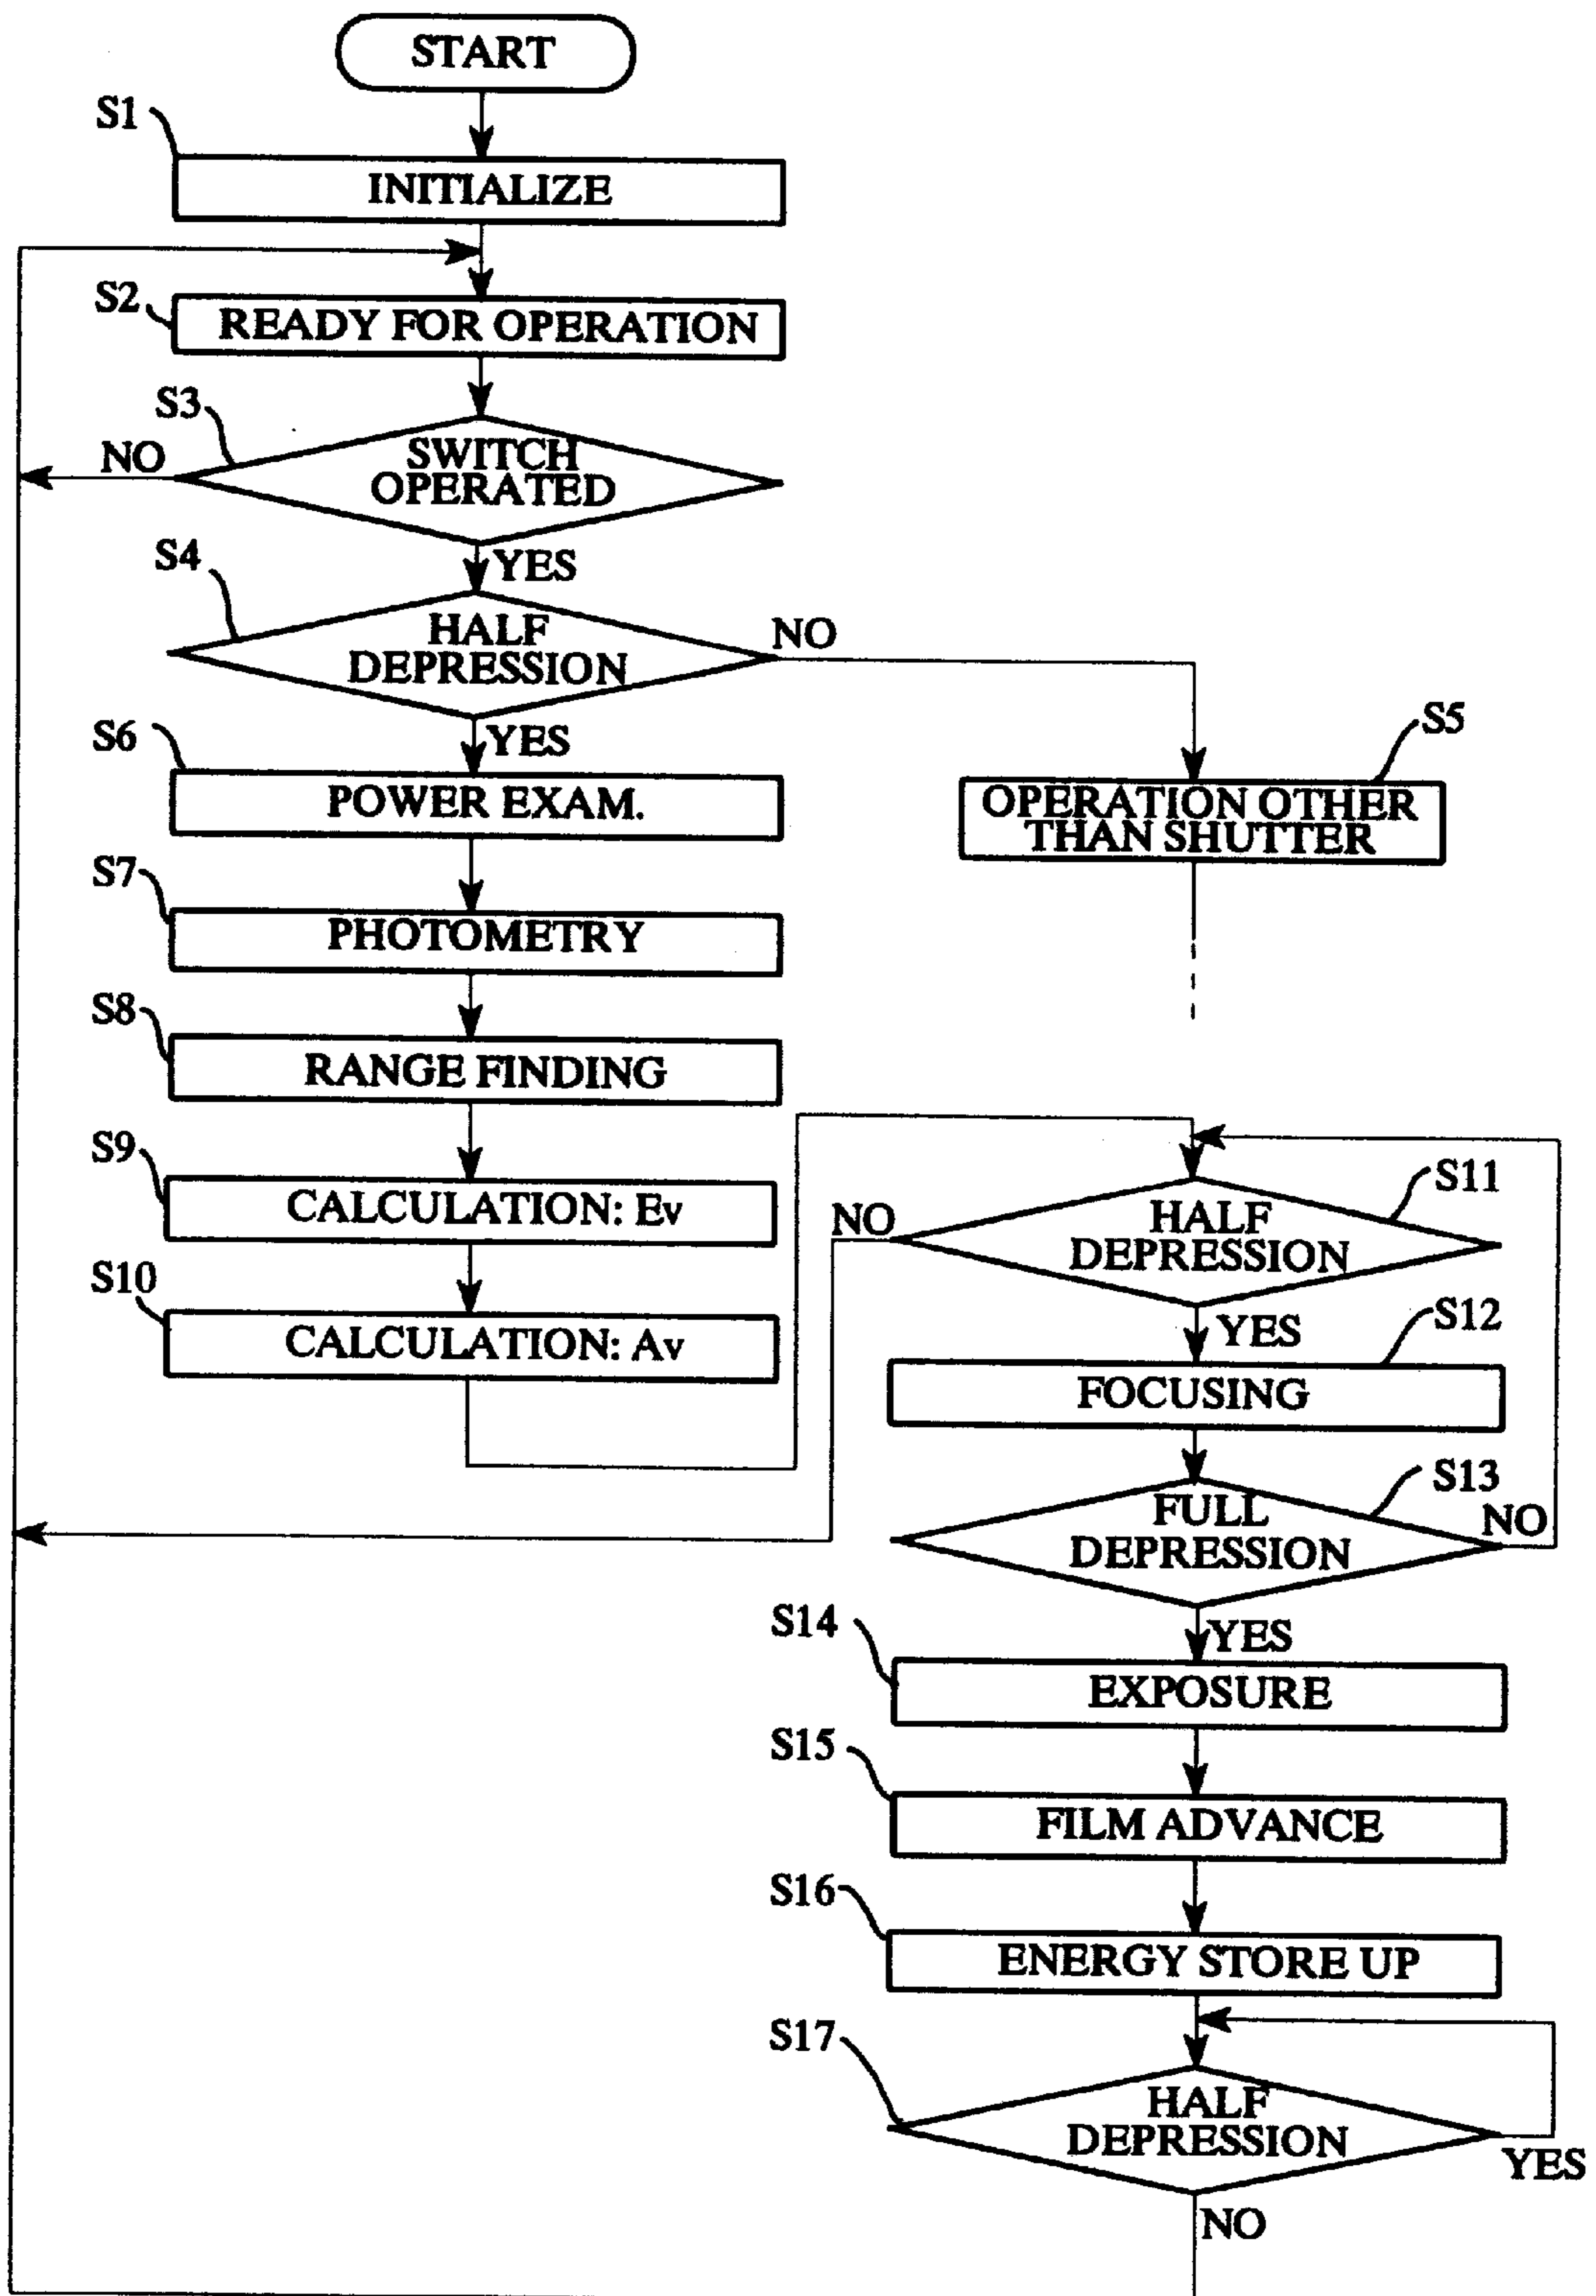 START
S1
INITIALIZE
S2
READY FOR OPERATION
S3
SWITCH
OPERATED
NO
YES
S4
HALF
DEPRESSION
NO
YES
S5
OPERATION OTHER
THAN SHUTTER
S6
POWER EXAM.
S7
PHOTOMETRY
S8
RANGE FINDING
S9
CALCULATION: Ev
S10
CALCULATION: Av
S11
HALF
DEPRESSION
NO
YES
S12
FOCUSING
S13
FULL
DEPRESSION
NO
YES
S14
EXPOSURE
S15
FILM ADVANCE
S16
ENERGY STORE UP
S17
HALF
DEPRESSION
YES
NO